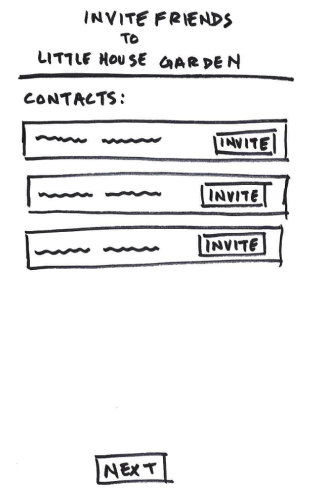 INVITE FRIENDS
TO
LITTLE HOUSE GARDEN
CONTACTS:
INVITE
INVITE
INVITE
NEXT